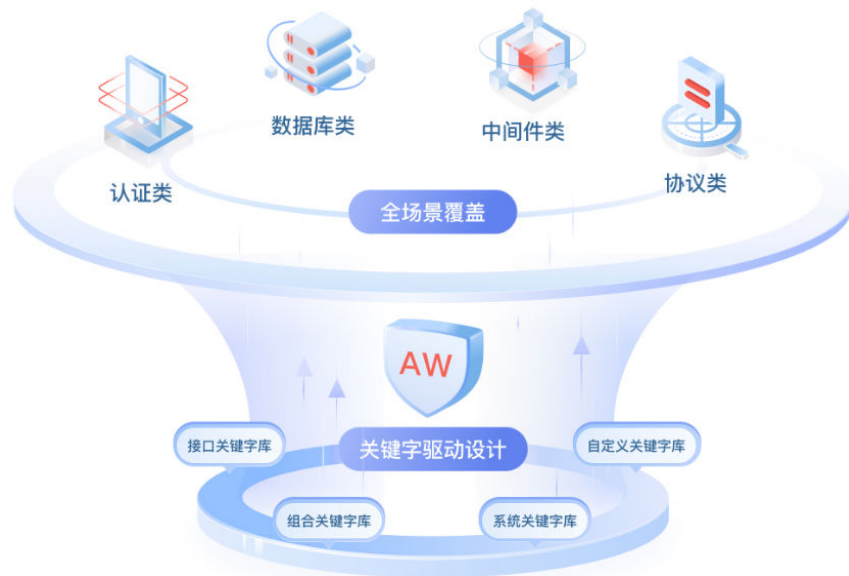 数据库类
中间件类
认证类
协议类
全场景覆盖
AW
接口关键字库
关键字驱动设计
自定义关键字库
组合关键字库
系统关键字库